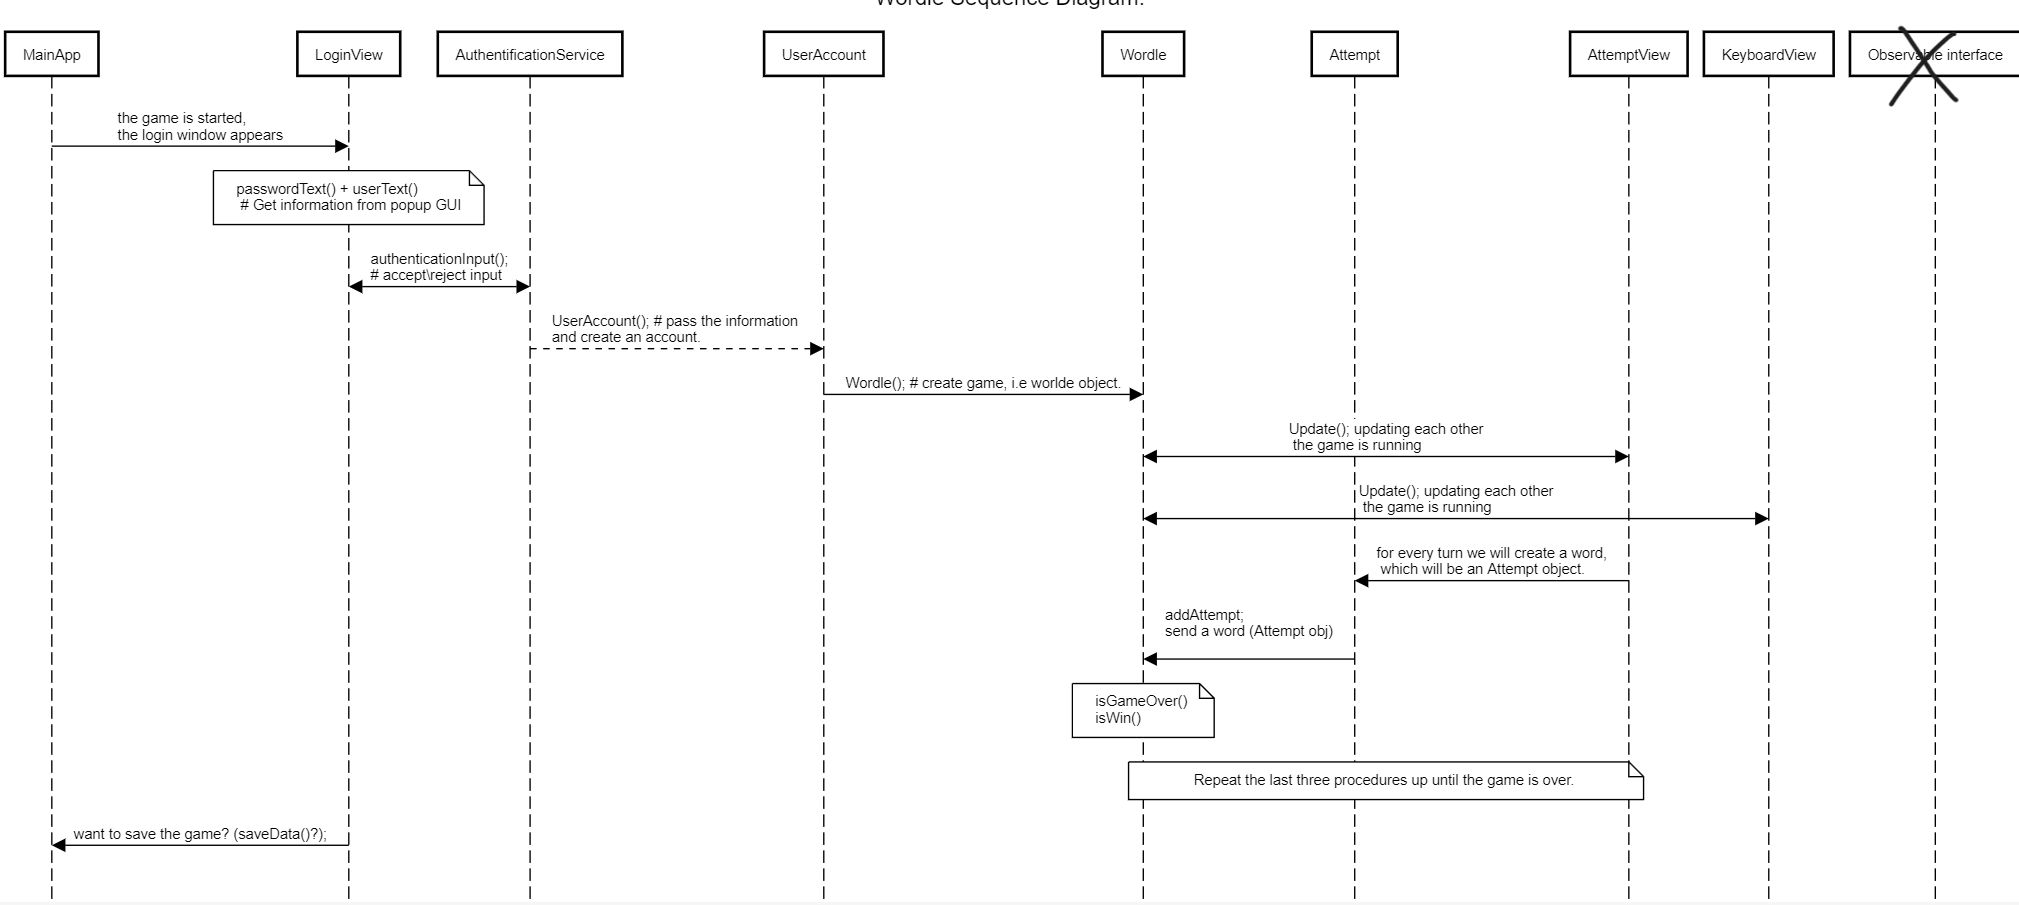 Wordle Sequence Diagram.
MainApp
LoginView
AuthentificationService
UserAccount
Wordle
Attempt
AttemptView
KeyboardView
Observable interface
the game is started,
the login window appears
passwordText() + userText()
# Get information from popup GUI
authenticationInput();
# accept\reject input
UserAccount(); # pass the information
and create an account.
Wordle(); # create game, i.e worlde object.
Update(); updating each other
the game is running
Update(); updating each other
the game is running
for every turn we will create a word,
which will be an Attempt object.
addAttempt;
send a word (Attempt obj)
isGameOver()
isWin()
Repeat the last three procedures up until the game is over.
want to save the game? (saveData()?);